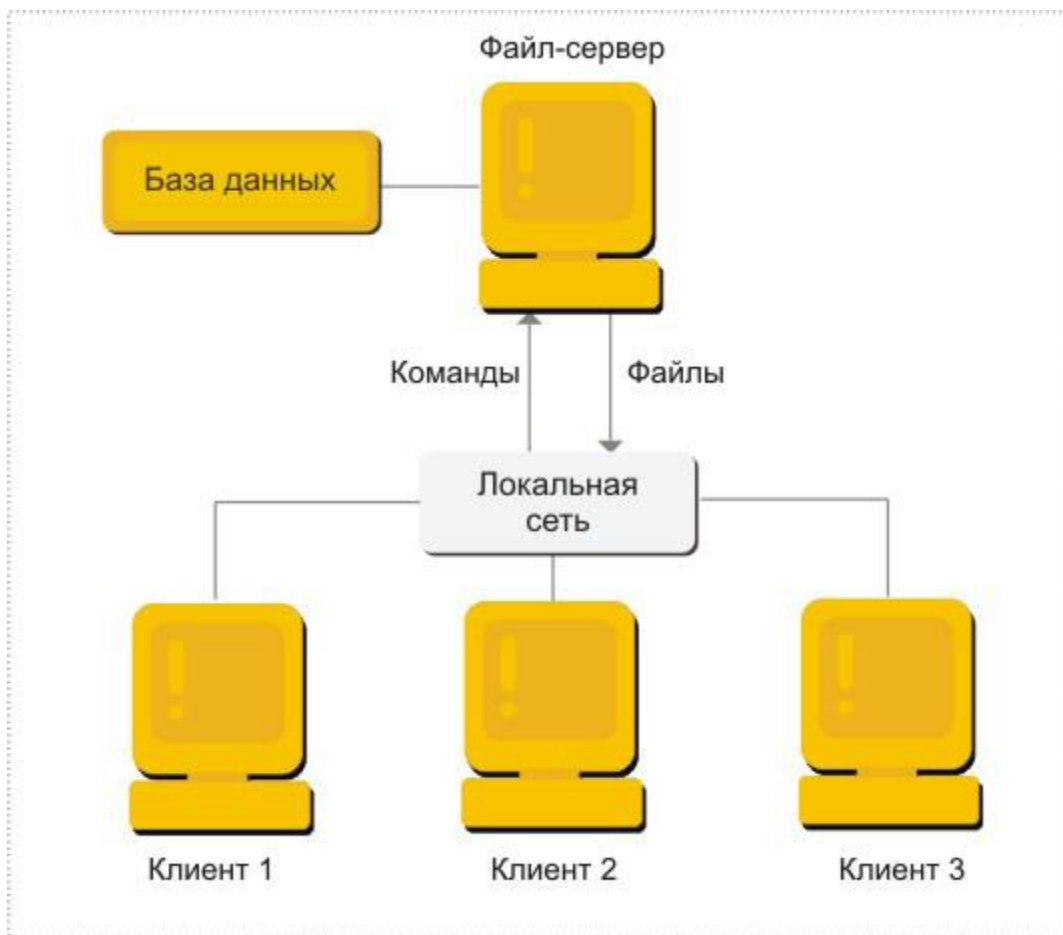 Файл-сервер
База данных
Команды
Файлы
Локальная
сеть
Клиент 1
Клиент 2
Клиент 3